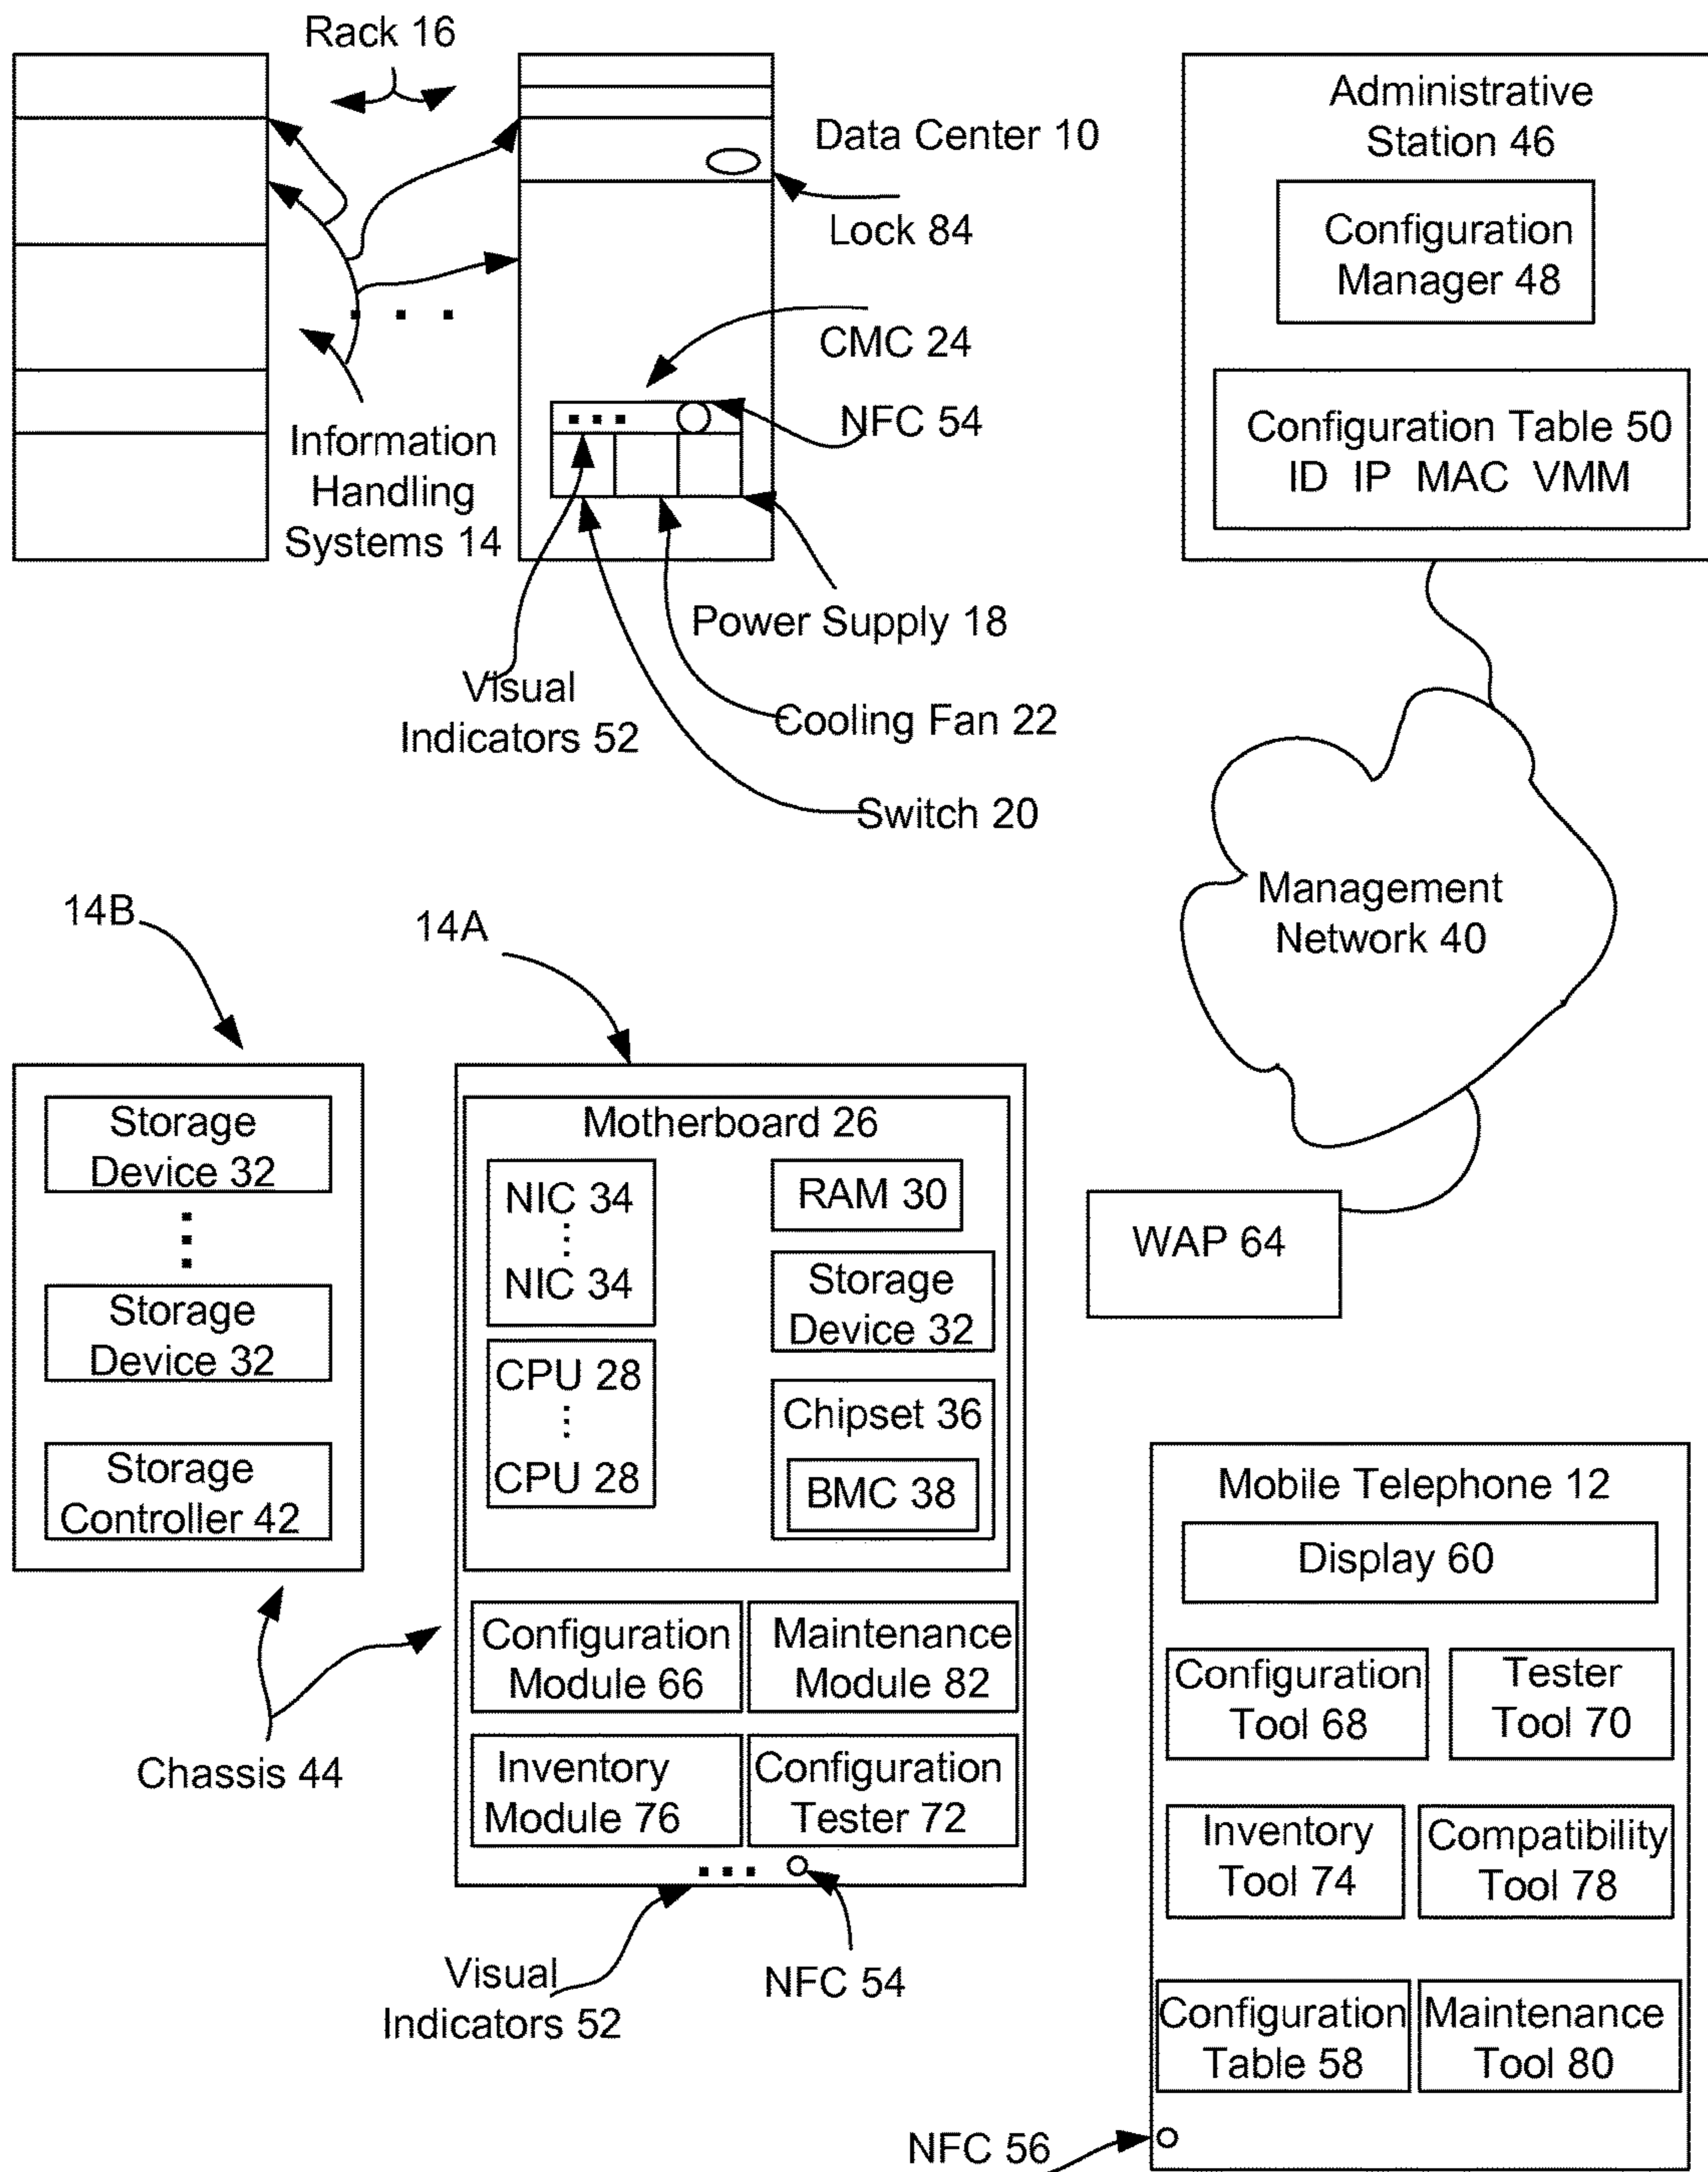 Rack 16
Data Center 10
Lock 84
CMC 24
NFC 54
Information
Handling
Systems 14
Power Supply 18
Visual
Indicators 52
Cooling Fan 22
Switch 20
Administrative
Station 46
Configuration
Manager 48
Configuration Table 50
ID IP MAC VMM
Management
Network 40
WAP 64
14B
14A
Storage
Device 32
Storage
Device 32
Storage
Controller 42
Chassis 44
Motherboard 26
NIC 34
NIC 34
CPU 28
CPU 28
RAM 30
Storage
Device 32
Chipset 36
BMC 38
Configuration
Module 66
Maintenance
Module 82
Inventory
Module 76
Configuration
Tester 72
Visual
Indicators 52
NFC 54
Mobile Telephone 12
Display 60
Configuration
Tool 68
Tester
Tool 70
Inventory
Tool 74
Compatibility
Tool 78
Configuration
Table 58
Maintenance
Tool 80
NFC 56